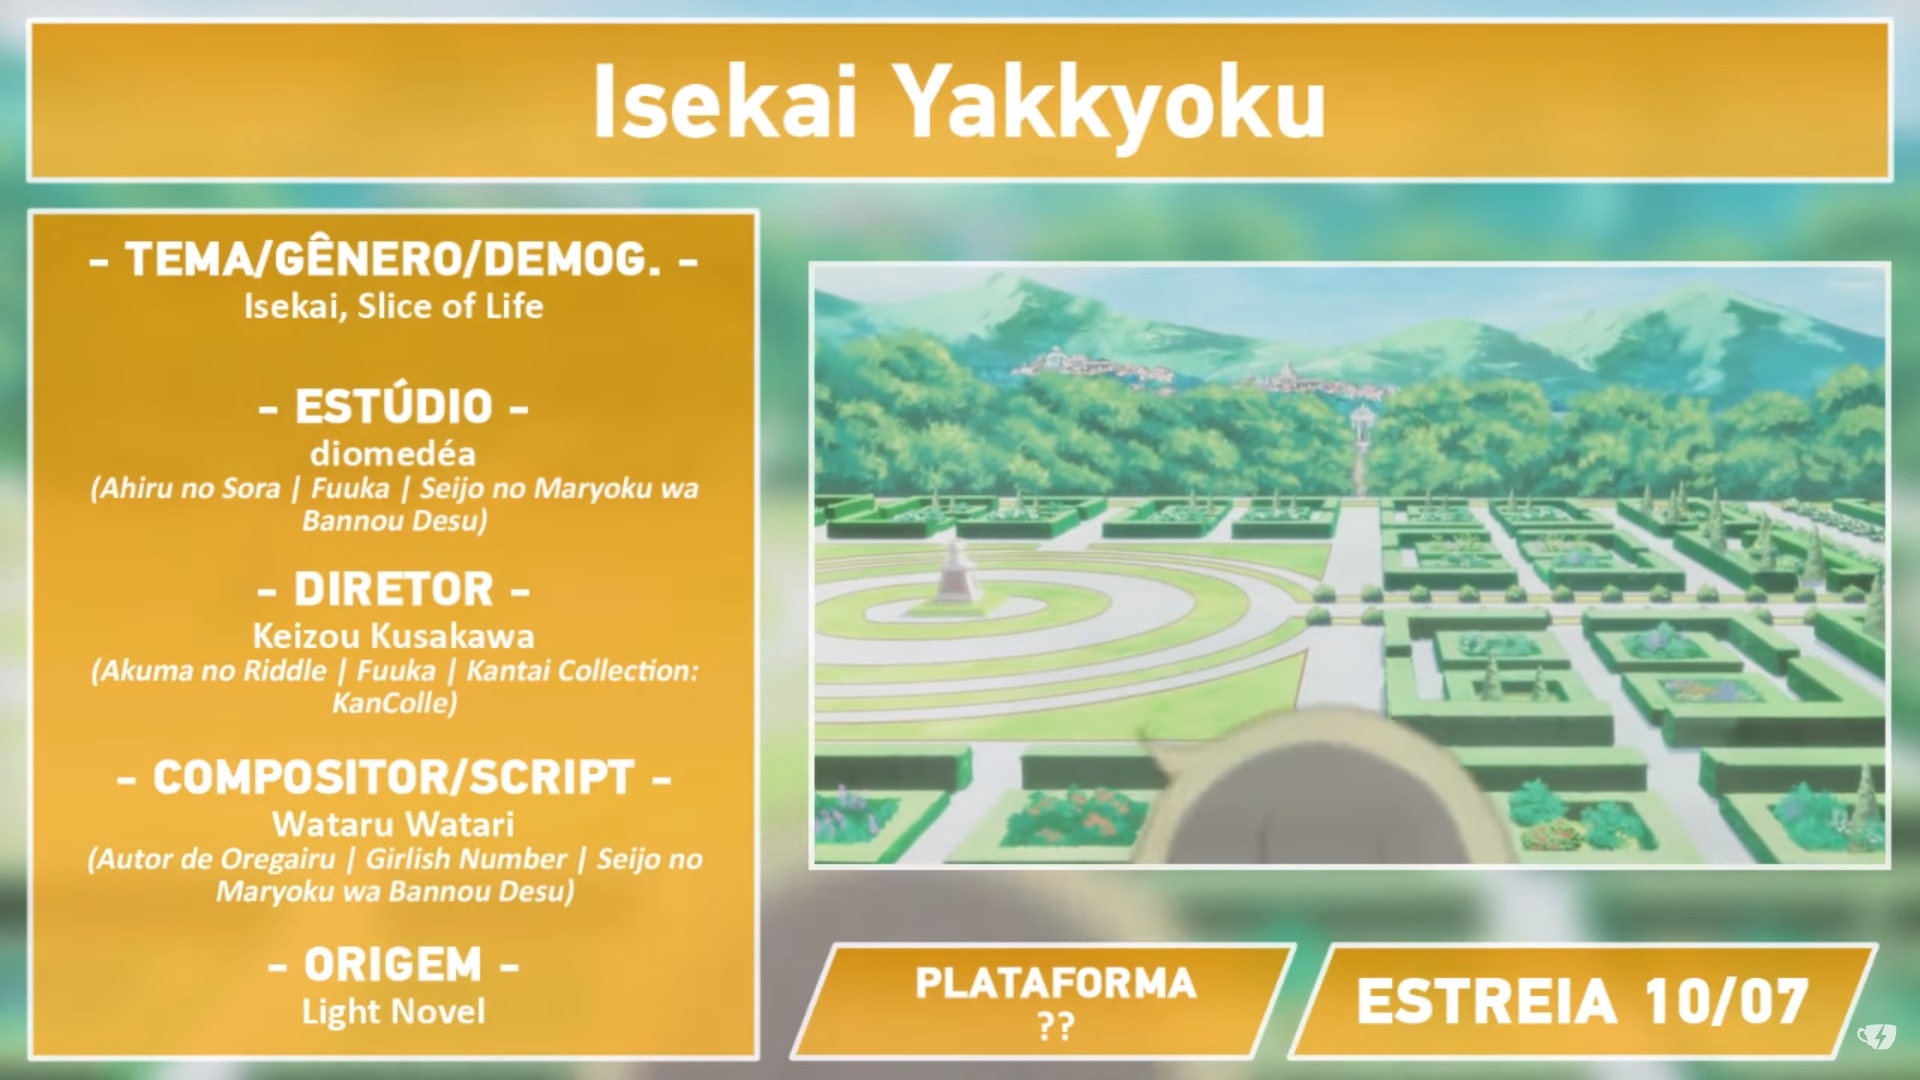 Isekai Yakkyoku
- TEMA/GÊNERO/DEMOG. -
Isekai, Slice of Life
- ESTÚDIO -
diomedéa
(Ahiru no Sora | Fuuka | Seijo no Maryoku wa
Bannou Desu)
- DIRETOR -
Keizou Kusakawa
(Akuma no Riddle | Fuuka | Kantai Collection:
KanColle)
- COMPOSITOR/SCRIPT -
Wataru Watari
(Autor de Oregairu | Girlish Number | Seijo no
Maryoku wa Bannou Desu)
- ORIGEM -
Light Novel
PLATAFORMA
??
ESTREIA 10/07